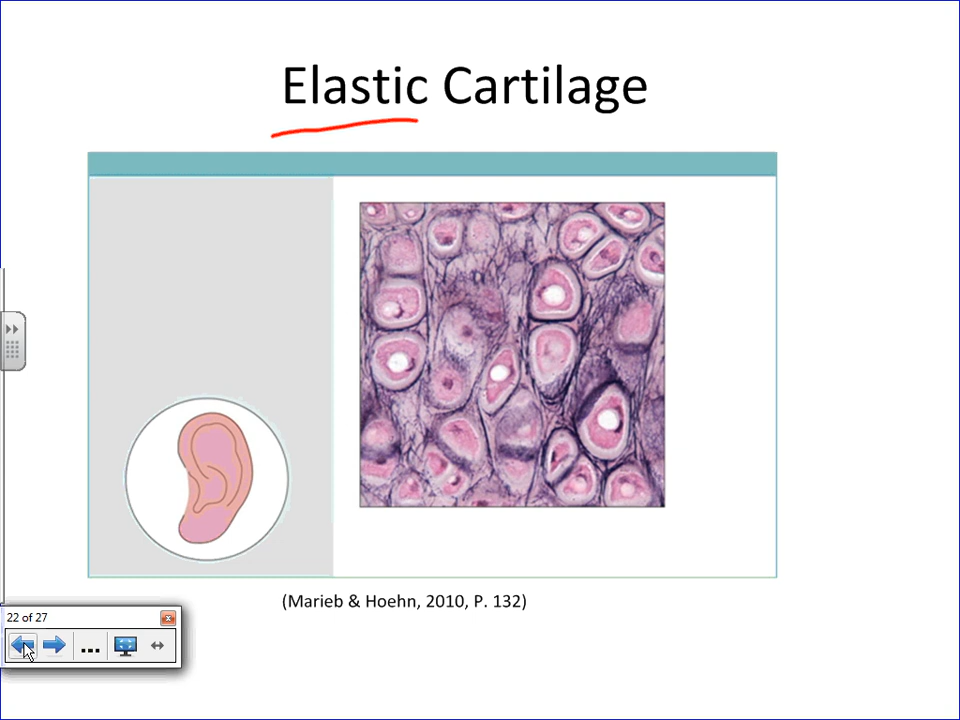 Elastic Cartilage
(Marieb & Hoehn, 2010, P. 132)
22 of 27
...